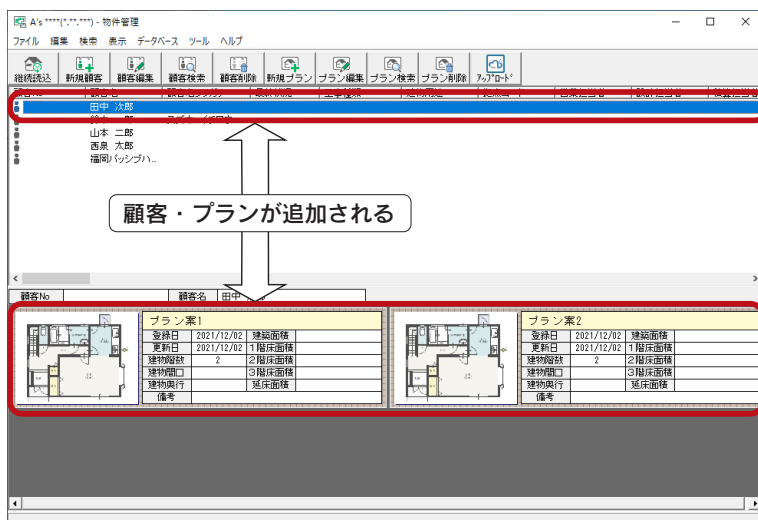 A's ****(*.**.***) - 物件管理
ファイル 編集 検索 表示 データベース ツール ヘルプ
継続読込 新規顧客 顧客編集 顧客検索 顧客削除 新規プラン プラン編集 プラン検索 プラン削除 アップロード
田中 次郎
山本 二郎
西泉 太郎
福岡パッシブハ...
顧客・プランが追加される
顧客No 顧客名 田中
プラン案1
登録日 2021/12/02 建築面積
更新日 2021/12/02 1階床面積
建物階数 2 2階床面積
建物間口 3階床面積
建物奥行 延床面積
備考
プラン案2
登録日 2021/12/02 建築面積
更新日 2021/12/02 1階床面積
建物階数 2 2階床面積
建物間口 3階床面積
建物奥行 延床面積
備考